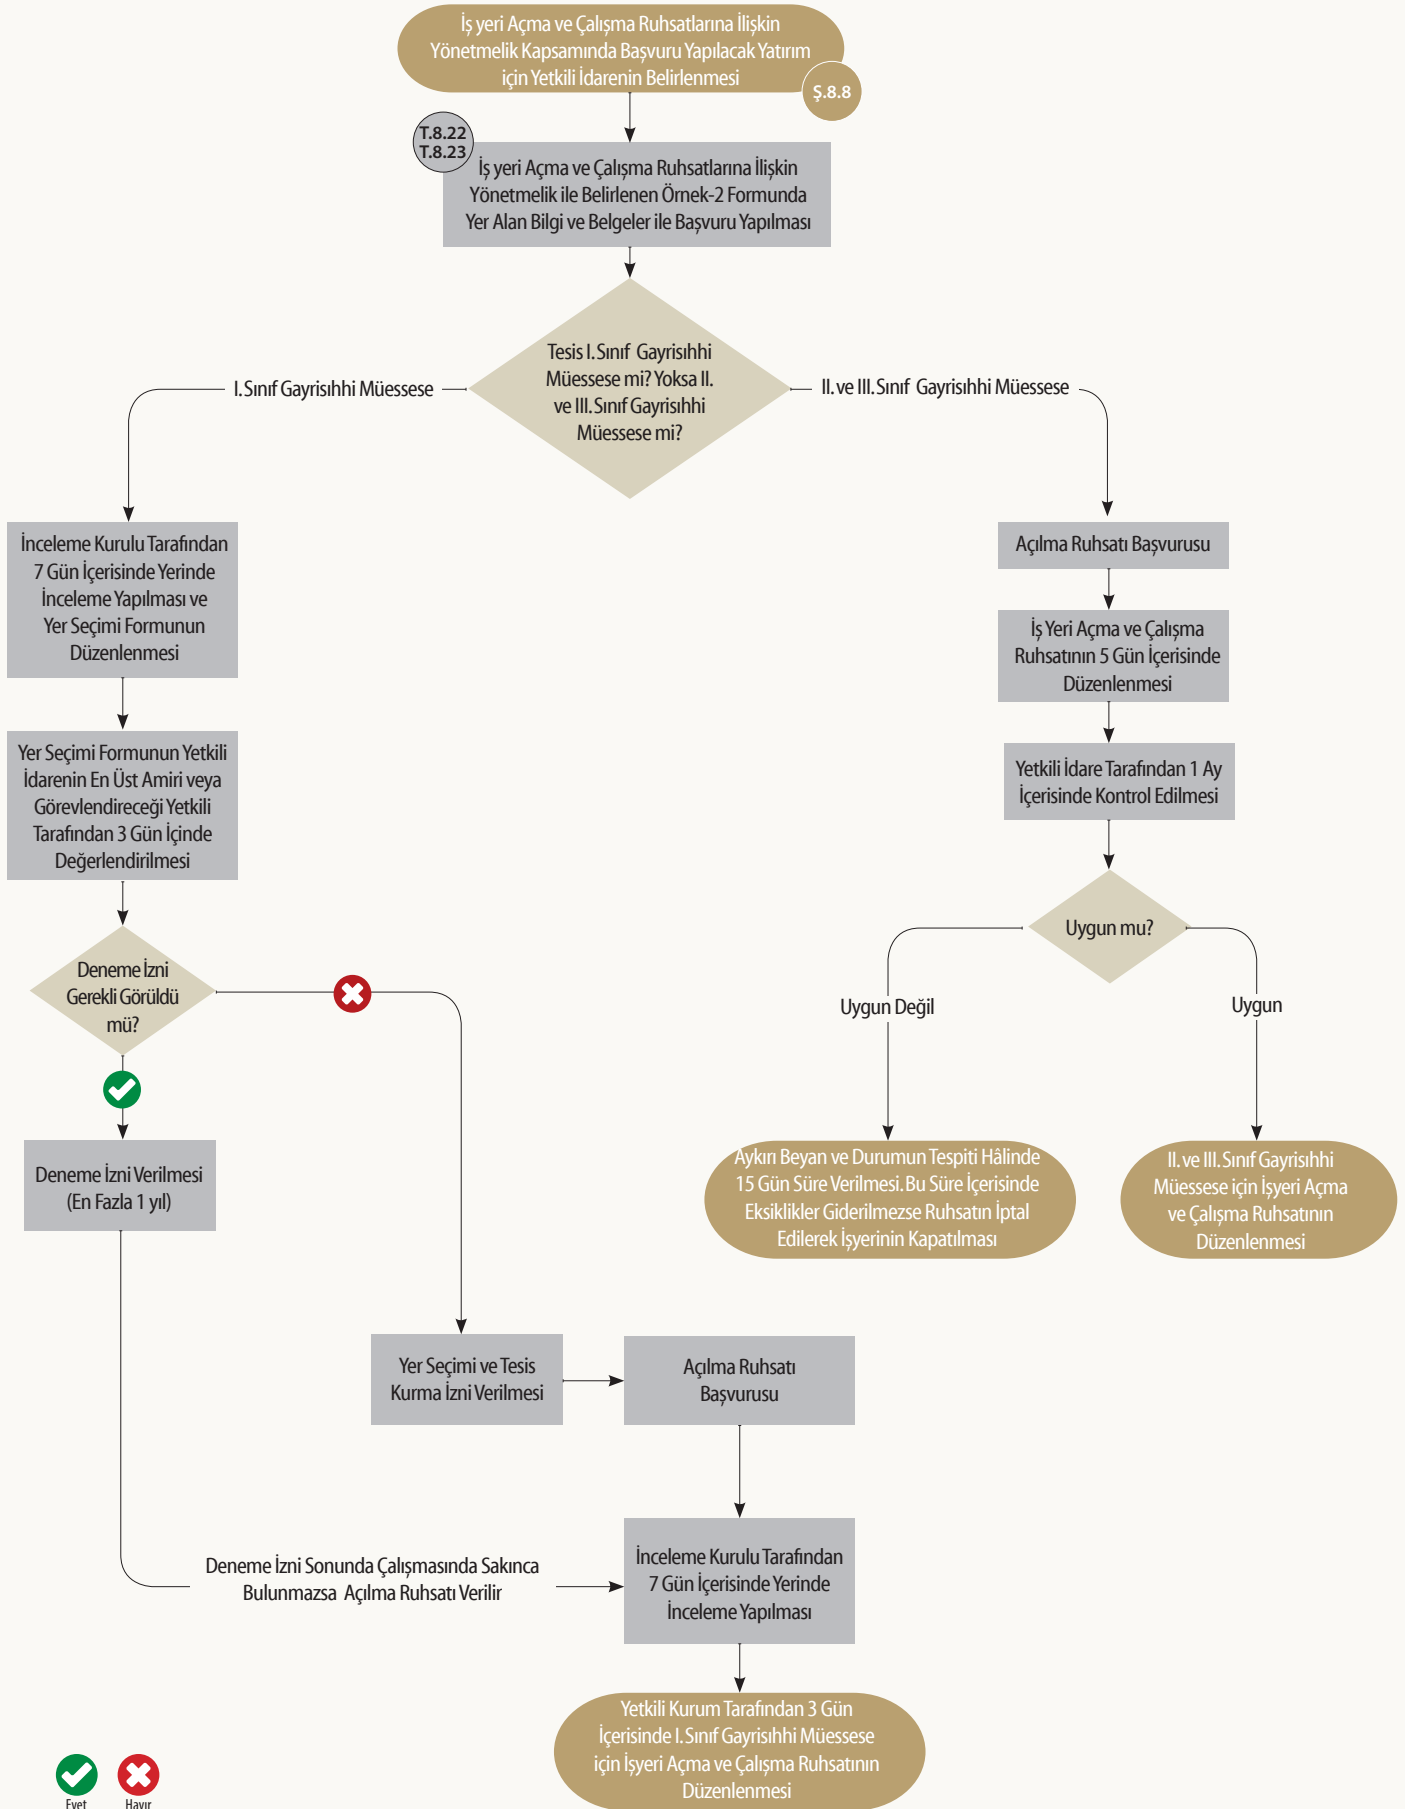 İş yeri Açma ve Çalışma Ruhsatlarına İlişkin
Yönetmelik Kapsamında Başvuru Yapılacak Yatırım
için Yetkili İdarenin Belirlenmesi
Ş.8.8
T.8.22
T.8.23
İş yeri Açma ve Çalışma Ruhsatlarına İlişkin
Yönetmelik ile Belirlenen Örnek-2 Formunda
Yer Alan Bilgi ve Belgeler ile Başvuru Yapılması
Tesis I. Sınıf Gayrisıhhi
Müessese mi? Yoksa II.
ve III. Sınıf Gayrisıhhi
Müessese mi?
I. Sınıf Gayrisıhhi Müessese
II. ve III. Sınıf Gayrisıhhi Müessese
İnceleme Kurulu Tarafından
7 Gün İçerisinde Yerinde
İnceleme Yapılması ve
Yer Seçimi Formunun
Düzenlenmesi
Yer Seçimi Formunun Yetkili
İdarenin En Üst Amiri veya
Görevlendireceği Yetkili
Tarafından 3 Gün İçinde
Değerlendirilmesi
Deneme İzni
Gerekli Görüldü
mü?
Deneme İzni Verilmesi
(En Fazla 1 yıl)
Açılma Ruhsatı Başvurusu
İş Yeri Açma ve Çalışma
Ruhsatının 5 Gün İçerisinde
Düzenlenmesi
Yetkili İdare Tarafından 1 Ay
İçerisinde Kontrol Edilmesi
Uygun mu?
Uygun Değil
Uygun
Aykırı Beyan ve Durumun Tespiti Hâlinde
15 Gün Süre Verilmesi. Bu Süre İçerisinde
Eksiklikler Giderilmezse Ruhsatın İptal
Edilerek İşyerinin Kapatılması
II. ve III. Sınıf Gayrisıhhi
Müessese için İşyeri Açma
ve Çalışma Ruhsatının
Düzenlenmesi
Yer Seçimi ve Tesis
Kurma İzni Verilmesi
Açılma Ruhsatı
Başvurusu
Deneme İzni Sonunda Çalışmasında Sakınca
Bulunmazsa Açılma Ruhsatı Verilir
İnceleme Kurulu Tarafından
7 Gün İçerisinde Yerinde
İnceleme Yapılması
Yetkili Kurum Tarafından 3 Gün
İçerisinde I. Sınıf Gayrisıhhi Müessese
için İşyeri Açma ve Çalışma Ruhsatının
Düzenlenmesi
Evet
Hayır